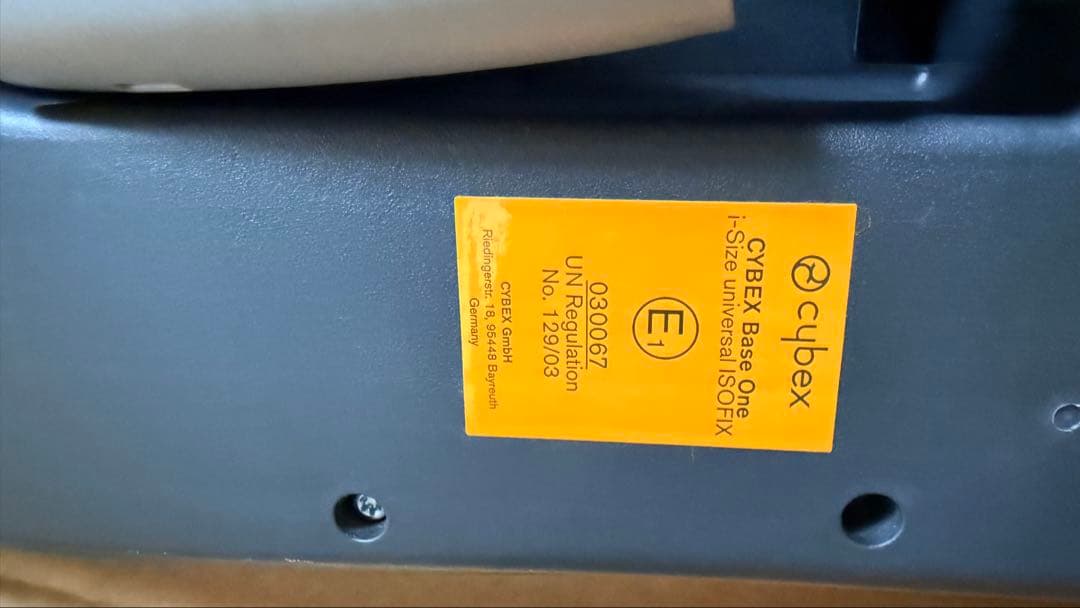 cybex
CYBEX Base One
i-Size universal ISOFIX
E1
030067
UN Regulation
No. 129/03
CYBEX GmbH
Riedingerstr. 18, 95448 Bayreuth
Germany